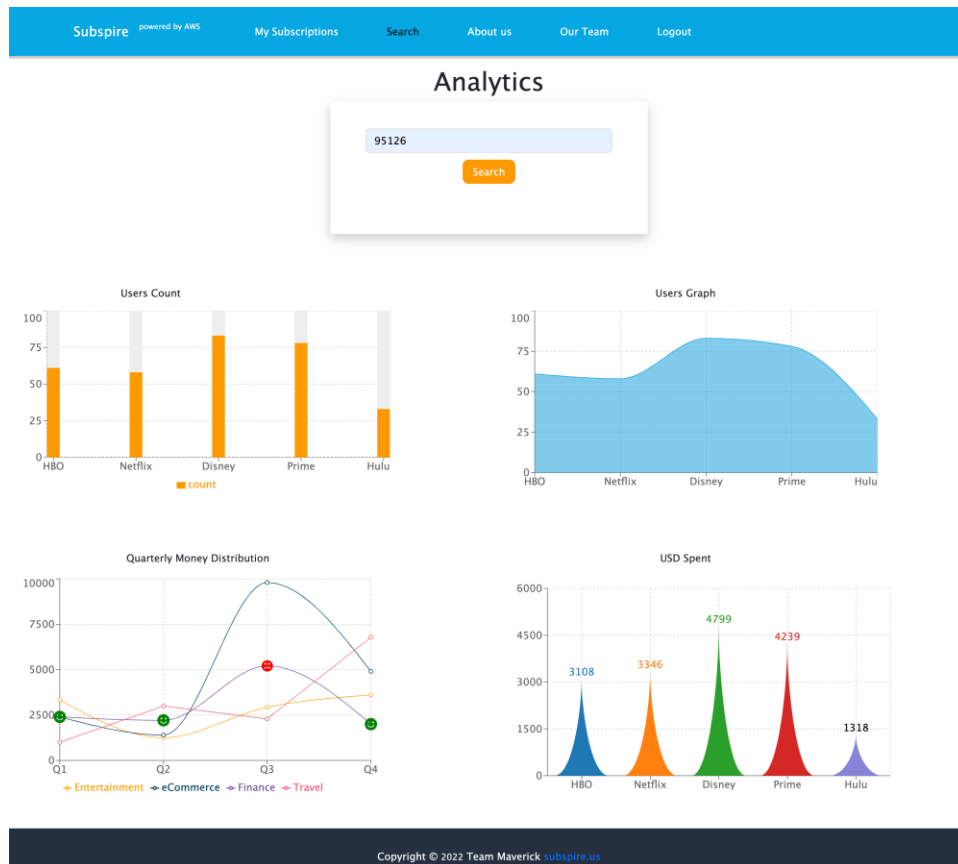 Subspire powered by AWS My Subscriptions Search About us Our Team Logout
Analytics
95126
Search
Users Count
100
75
50
25
0
HBO Netflix Disney Prime Hulu
count
Users Graph
100
75
50
25
0
HBO Netflix Disney Prime Hulu
Quarterly Money Distribution
10000
7500
5000
2500
0
Q1 Q2 Q3 Q4
Entertainment eCommerce Finance Travel
USD Spent
6000
4500
3000
1500
0
3108 3346 4799 4239 1318
HBO Netflix Disney Prime Hulu
Copyright © 2022 Team Maverick subspire.us